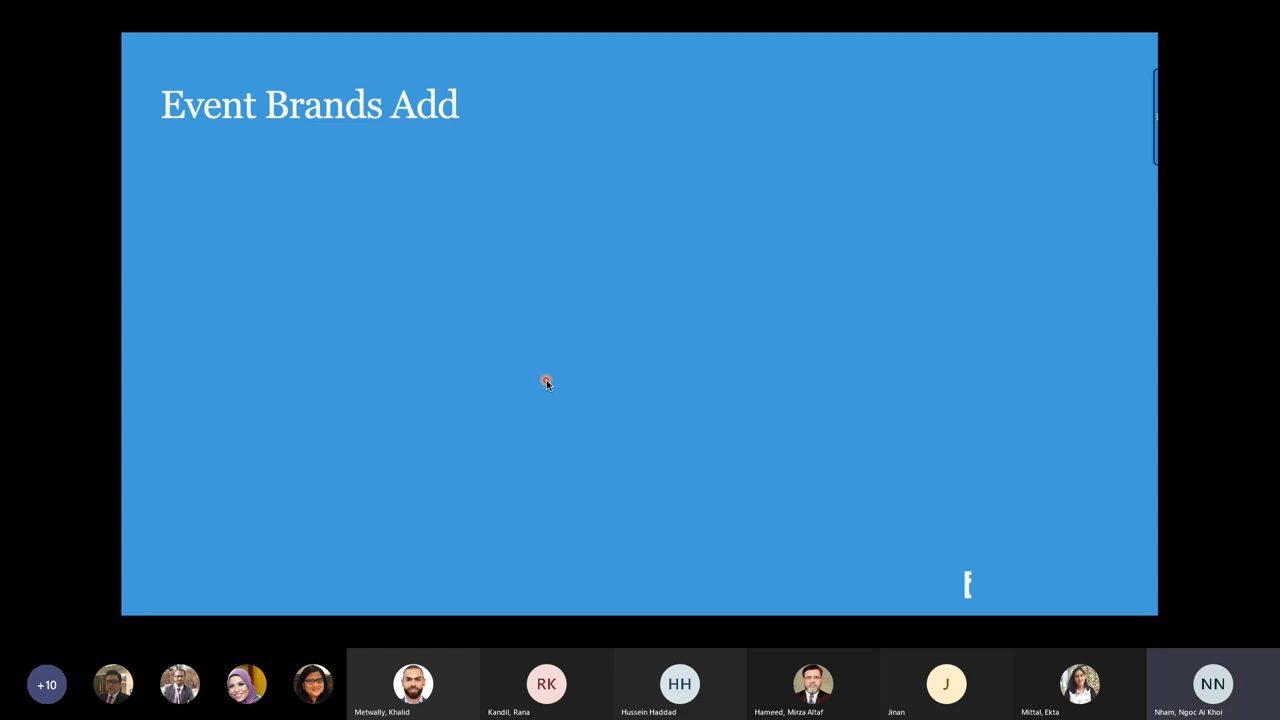 Event Brands Add
+10
Metwally, Khalid
RK
Kandil, Rana
HH
Hussein Haddad
Hameed, Mirza Altaf
J
Jinan
Mittal, Ekta
NN
Nham, Ngoc Ai Khoi